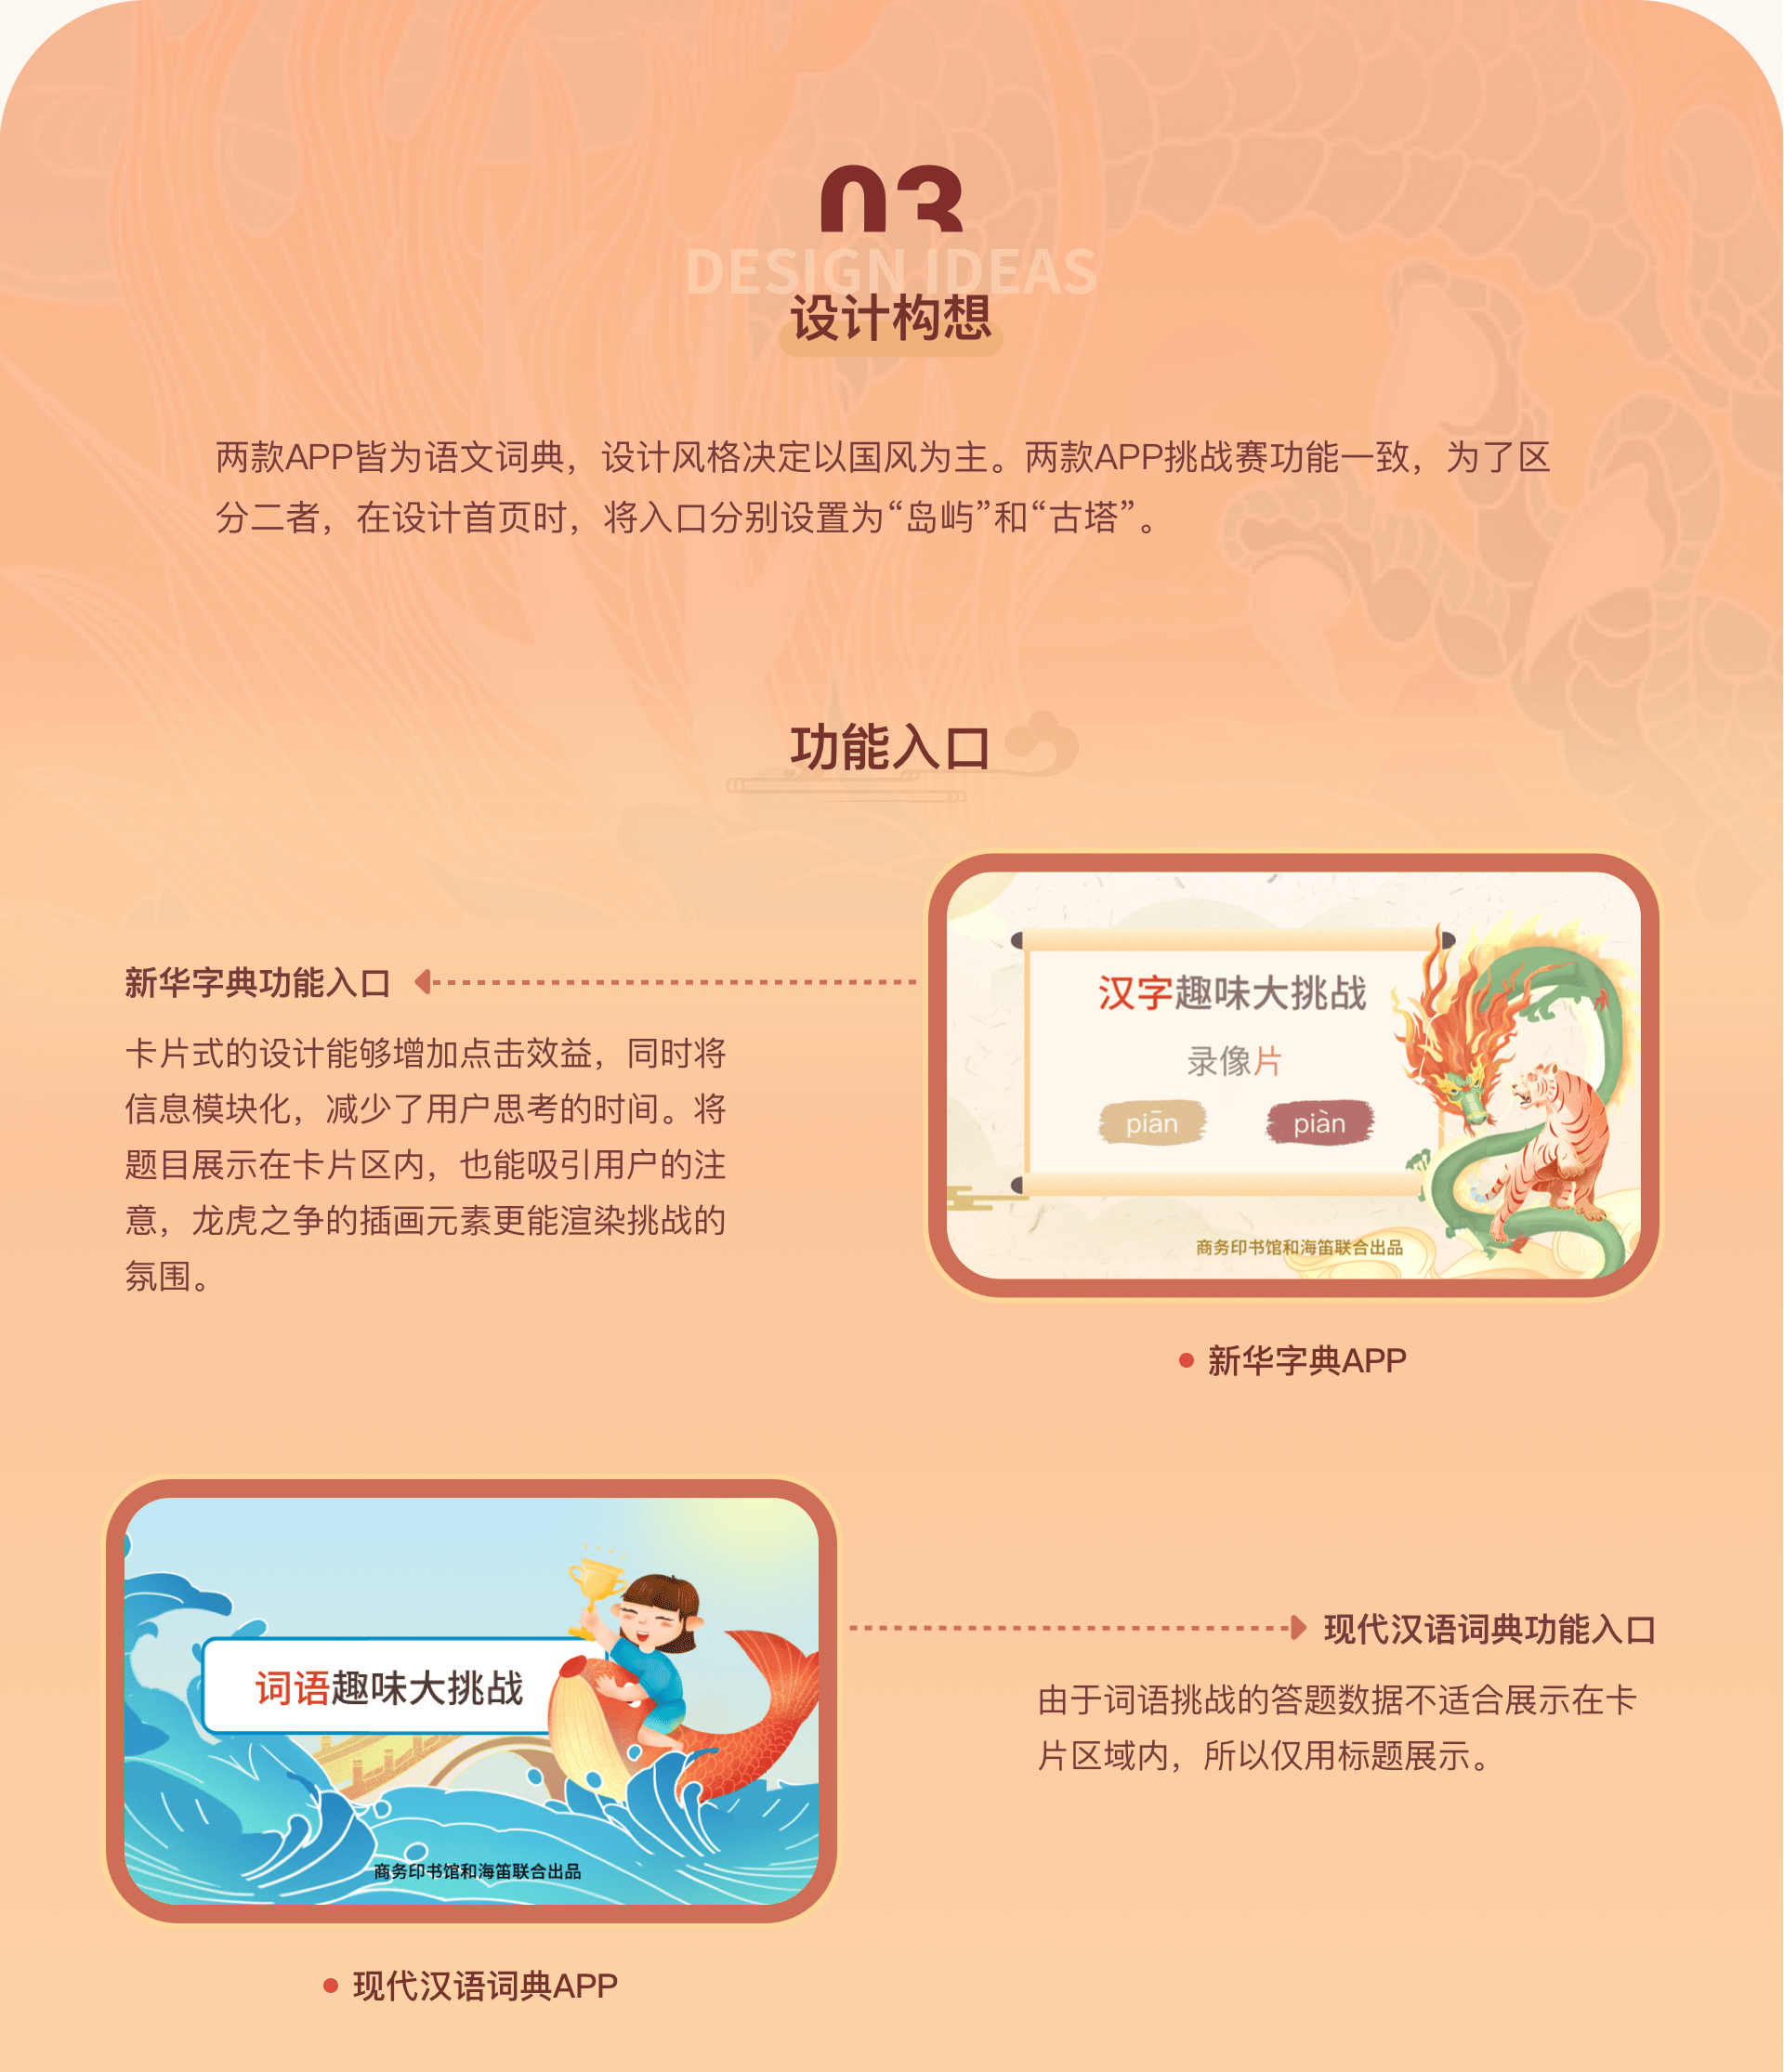 03
DESIGN IDEAS
设计构想
两款APP皆为语文词典，设计风格决定以国风为主。两款APP挑战赛功能一致，为了区
分二者，在设计首页时，将入口分别设置为“岛屿”和“古塔”。
功能入口
新华字典功能入口
卡片式的设计能够增加点击效益，同时将
信息模块化，减少了用户思考的时间。将
题目展示在卡片区内，也能吸引用户的注
意，龙虎之争的插画元素更能渲染挑战的
氛围。
汉字趣味大挑战
录像片
piān piàn
商务印书馆和海笛联合出品
新华字典APP
词语趣味大挑战
商务印书馆和海笛联合出品
现代汉语词典APP
现代汉语词典功能入口
由于词语挑战的答题数据不适合展示在卡
片区域内，所以仅用标题展示。